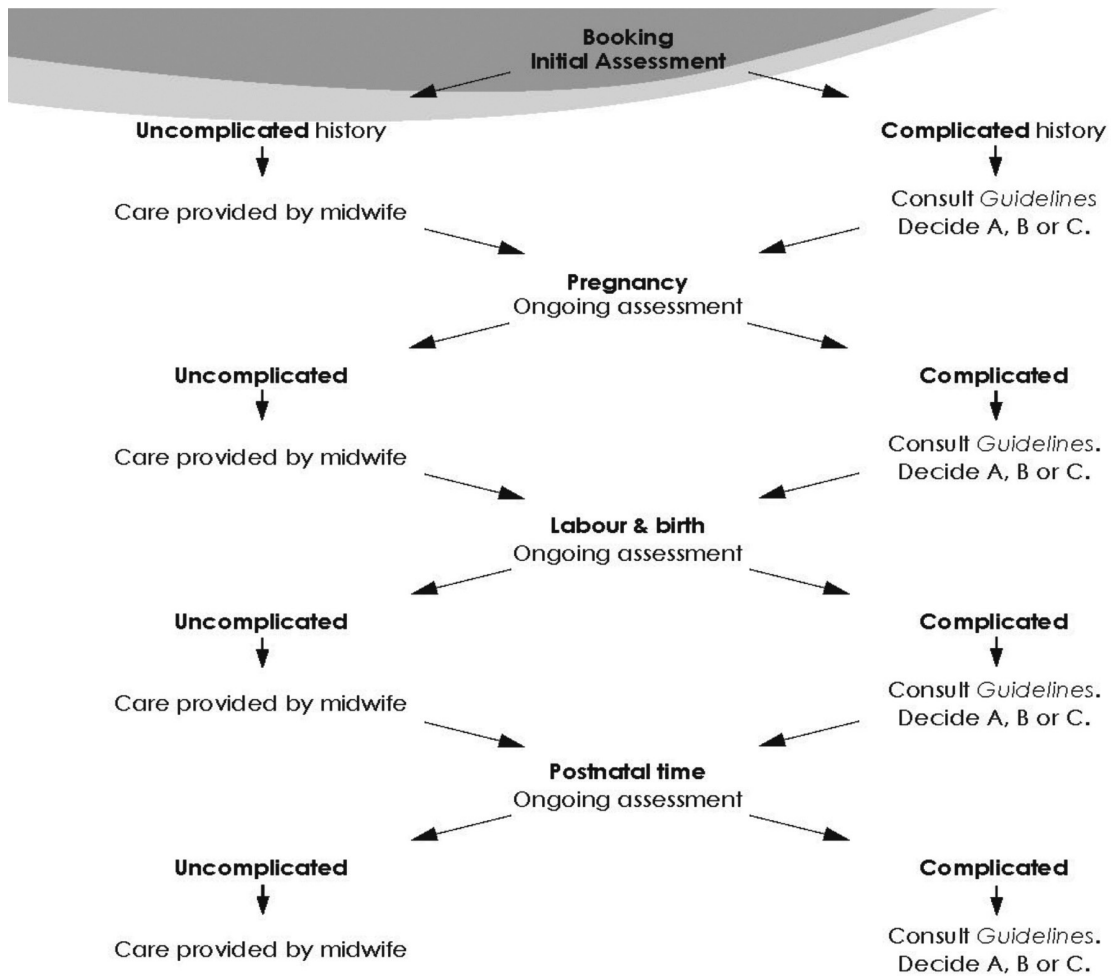 Booking
Initial Assessment
Uncomplicated history
Complicated history
Care provided by midwife
Consult Guidelines
Decide A, B or C.
Pregnancy
Ongoing assessment
Uncomplicated
Complicated
Care provided by midwife
Consult Guidelines.
Decide A, B or C.
Labour & birth
Ongoing assessment
Uncomplicated
Complicated
Care provided by midwife
Consult Guidelines.
Decide A, B or C.
Postnatal time
Ongoing assessment
Uncomplicated
Complicated
Care provided by midwife
Consult Guidelines.
Decide A, B or C.